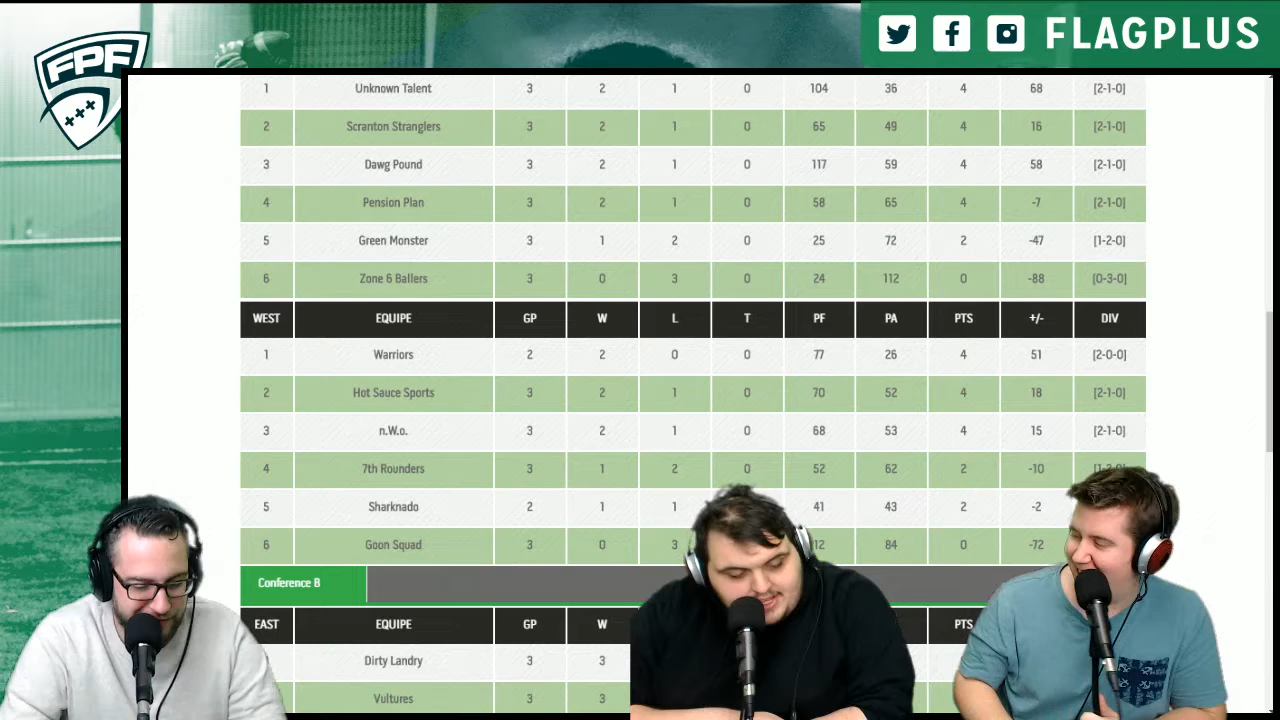 FPF
FLAGPLUS
1 Unknown Talent 3 2 1 0 104 36 4 68 [2-1-0]
2 Scranton Stranglers 3 2 1 0 65 49 4 16 [2-1-0]
3 Dawg Pound 3 2 1 0 117 59 4 58 [2-1-0]
4 Pension Plan 3 2 1 0 58 65 4 -7 [2-1-0]
5 Green Monster 3 1 2 0 25 72 2 -47 [1-2-0]
6 Zone 6 Ballers 3 0 3 0 24 112 0 -88 [0-3-0]
WEST EQUIPE GP W L T PF PA PTS +/- DIV
1 Warriors 2 2 0 0 77 26 4 51 [2-0-0]
2 Hot Sauce Sports 3 2 1 0 70 52 4 18 [2-1-0]
3 n.W.o. 3 2 1 0 68 53 4 15 [2-1-0]
4 7th Rounders 3 1 2 0 52 62 2 -10 [1-2-0]
5 Sharknado 2 1 1 41 43 2 -2
6 Goon Squad 3 0 3 12 84 0 -72
Conference B
EAST EQUIPE GP W PTS
Dirty Landry 3 3
Vultures 3 3